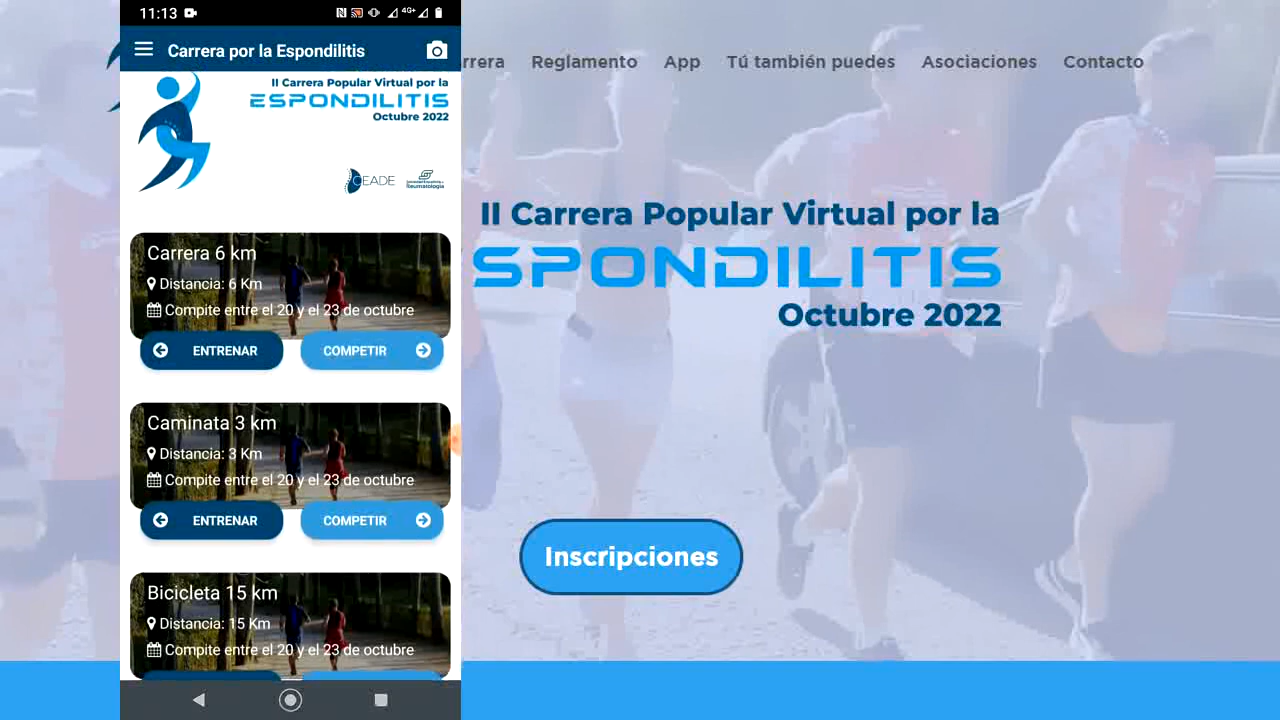 11:13
4G+
Carrera por la Espondilitis
II Carrera Popular Virtual por la
ESPONDILITIS
Octubre 2022
CEADE
Reumatología
Carrera 6 km
Distancia: 6 Km
Compite entre el 20 y el 23 de octubre
ENTRENAR
COMPETIR
Caminata 3 km
Distancia: 3 Km
Compite entre el 20 y el 23 de octubre
ENTRENAR
COMPETIR
Bicicleta 15 km
Distancia: 15 Km
Compite entre el 20 y el 23 de octubre
rrera Reglamento App Tú también puedes Asociaciones Contacto
II Carrera Popular Virtual por la
SPONDILITIS
Octubre 2022
Inscripciones